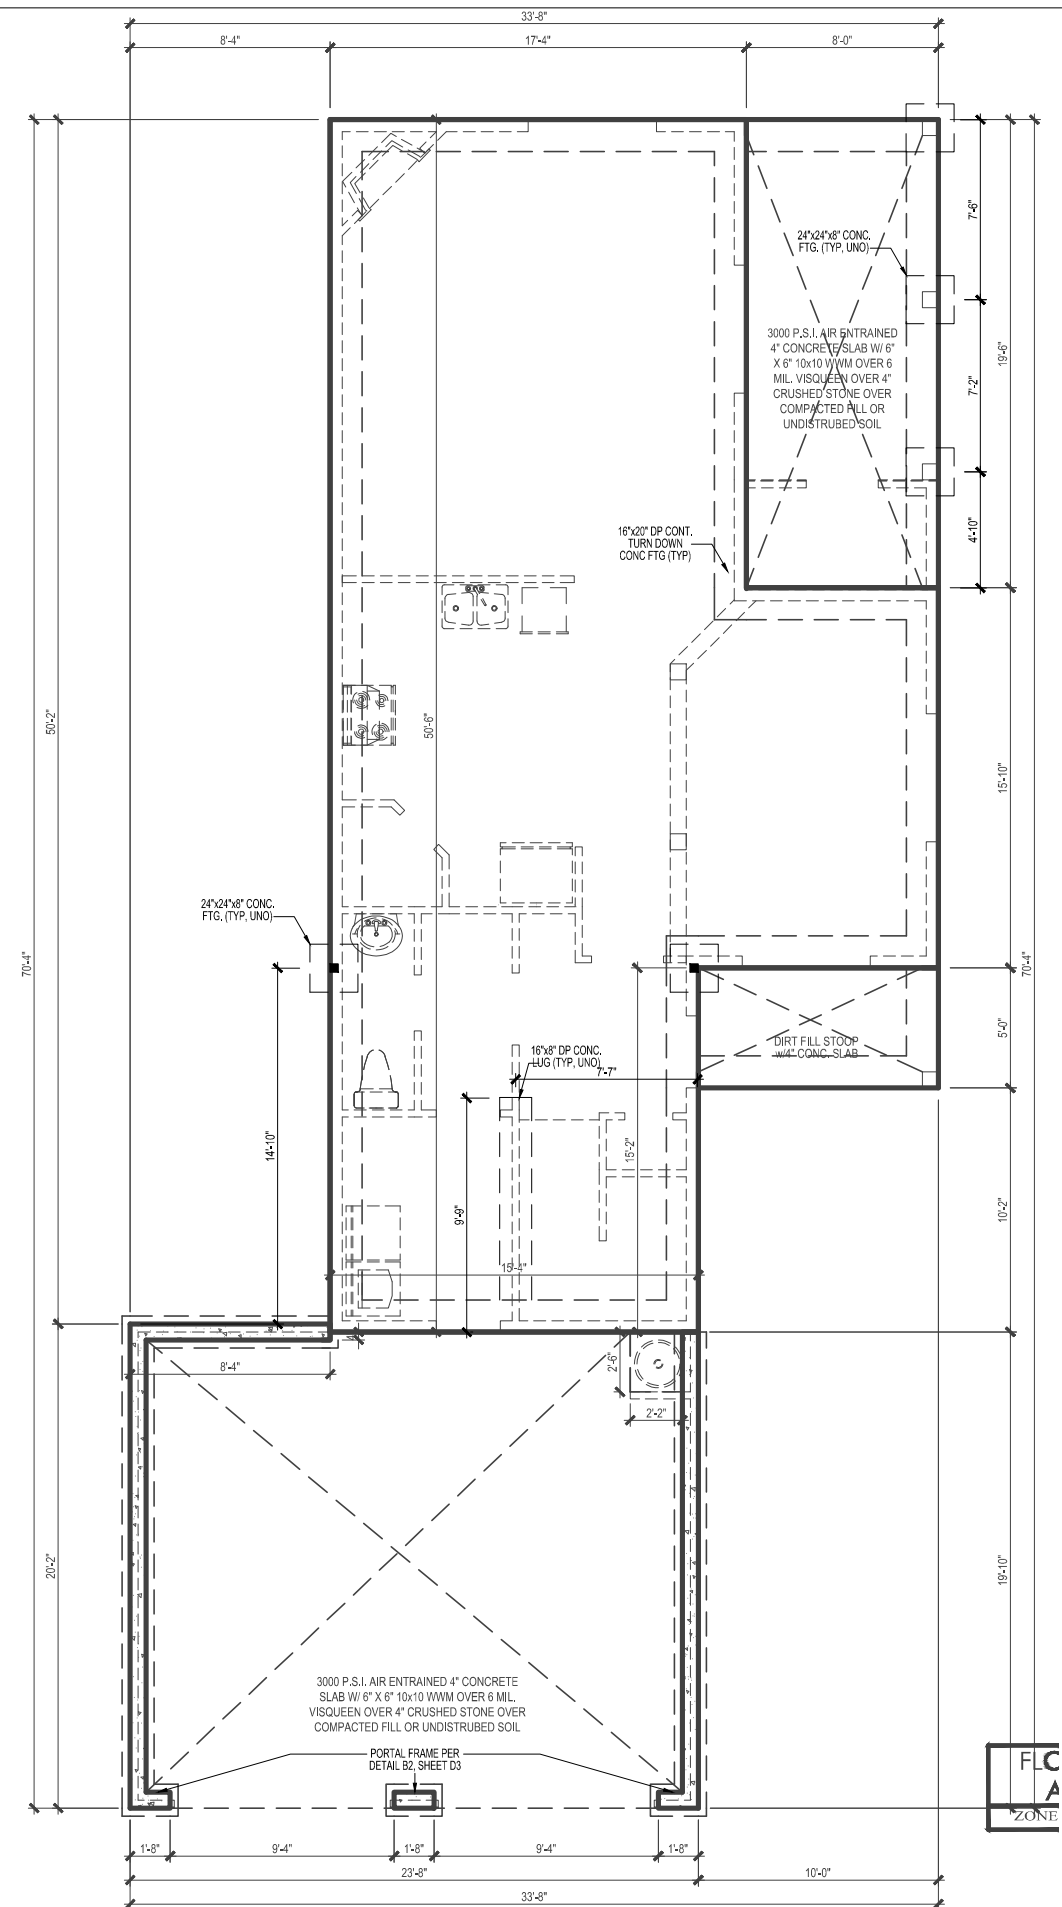 33'-8"
8'-4"
17'-4"
8'-0"
7'-6"
24"x24"x8" CONC.
FTG. (TYP, UNO)
3000 P.S.I. AIR ENTRAINED
4" CONCRETE SLAB W/ 6"
X 6" 10x10 WWM OVER 6
MIL. VISQUEEN OVER 4"
CRUSHED STONE OVER
COMPACTED FILL OR
UNDISTRUBED SOIL
19'-6"
7'-2"
4'-10"
16"x20" DP CONT.
TURN DOWN
CONC FTG (TYP)
50'-2"
50'-6"
15'-10"
24"x24"x8" CONC.
FTG. (TYP, UNO)
70'-4"
70'-4"
5'-0"
DIRT FILL STOOP
w/4" CONC. SLAB
16"x8" DP CONC.
LUG (TYP, UNO)
7'-7"
14'-10"
15'-2"
9'-9"
10'-2"
15'-4"
4"
8'-4"
2'-6"
2'-2"
20'-2"
19'-10"
3000 P.S.I. AIR ENTRAINED 4" CONCRETE
SLAB W/ 6" X 6" 10x10 WWM OVER 6 MIL.
VISQUEEN OVER 4" CRUSHED STONE OVER
COMPACTED FILL OR UNDISTRUBED SOIL
PORTAL FRAME PER
DETAIL B2, SHEET D3
FLO
A
ZONE
1'-8"
9'-4"
1'-8"
9'-4"
1'-8"
23'-8"
10'-0"
33'-8"